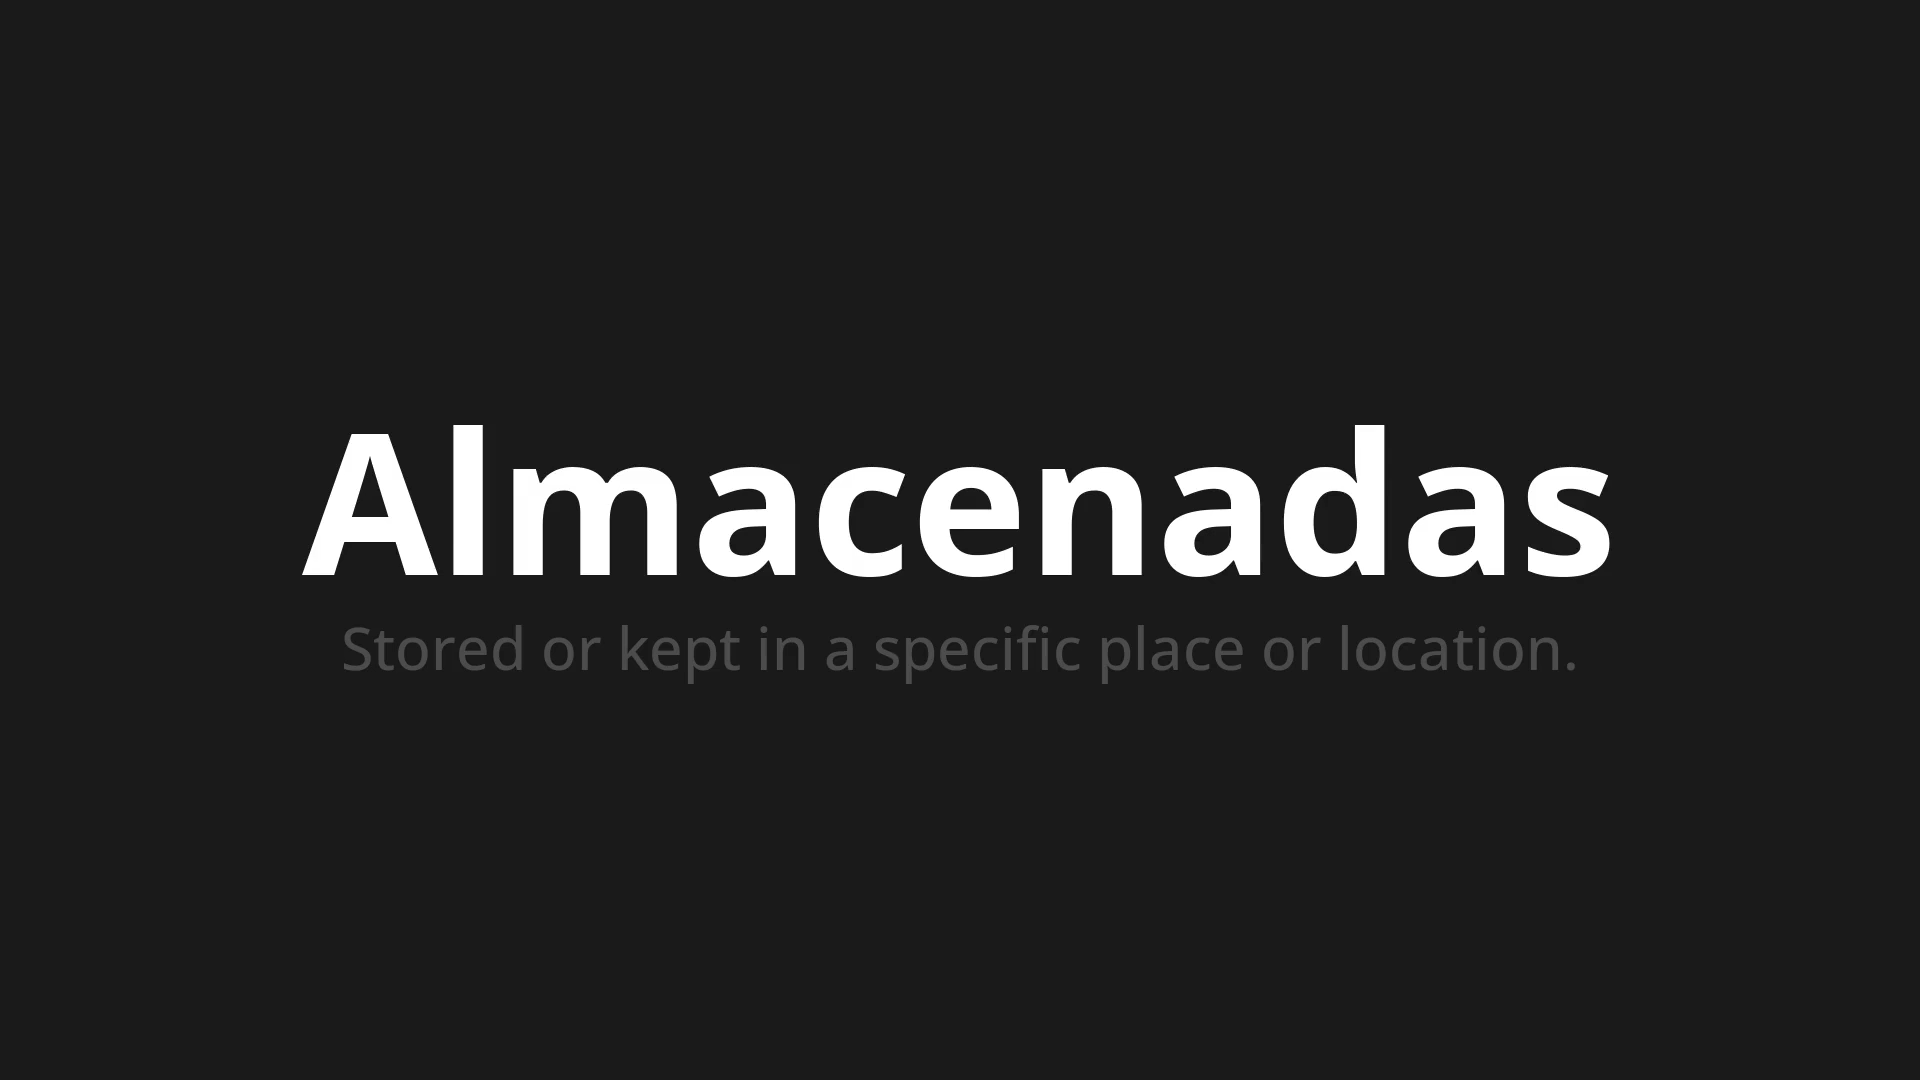 Almacenadas
Stored or kept in a specific place or location.